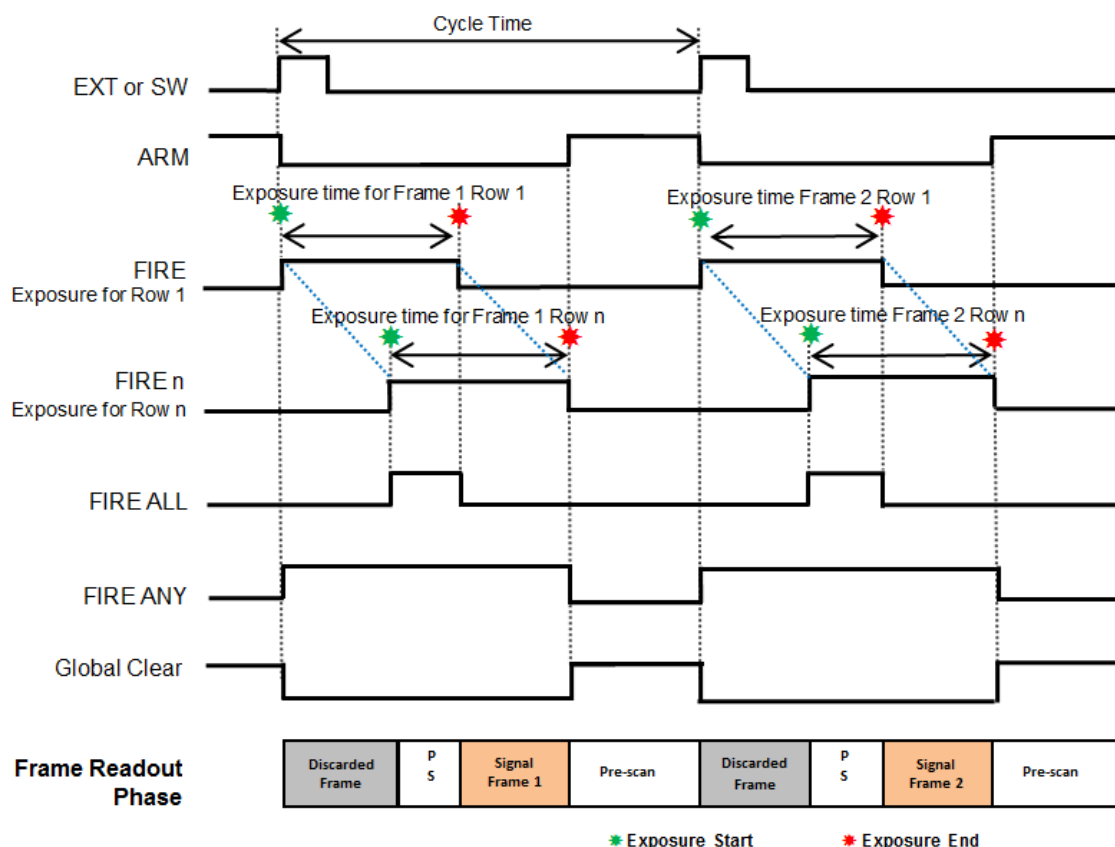 Cycle Time
EXT or SW
ARM
Exposure time for Frame 1 Row 1
Exposure time Frame 2 Row 1
FIRE
Exposure for Row 1
Exposure time for Frame 1 Row n
Exposure time Frame 2 Row n
FIRE n
Exposure for Row n
FIRE ALL
FIRE ANY
Global Clear
Frame Readout
Phase
Discarded
Frame
P
S
Signal
Frame 1
Pre-scan
Discarded
Frame
P
S
Signal
Frame 2
Pre-scan
Exposure Start
Exposure End